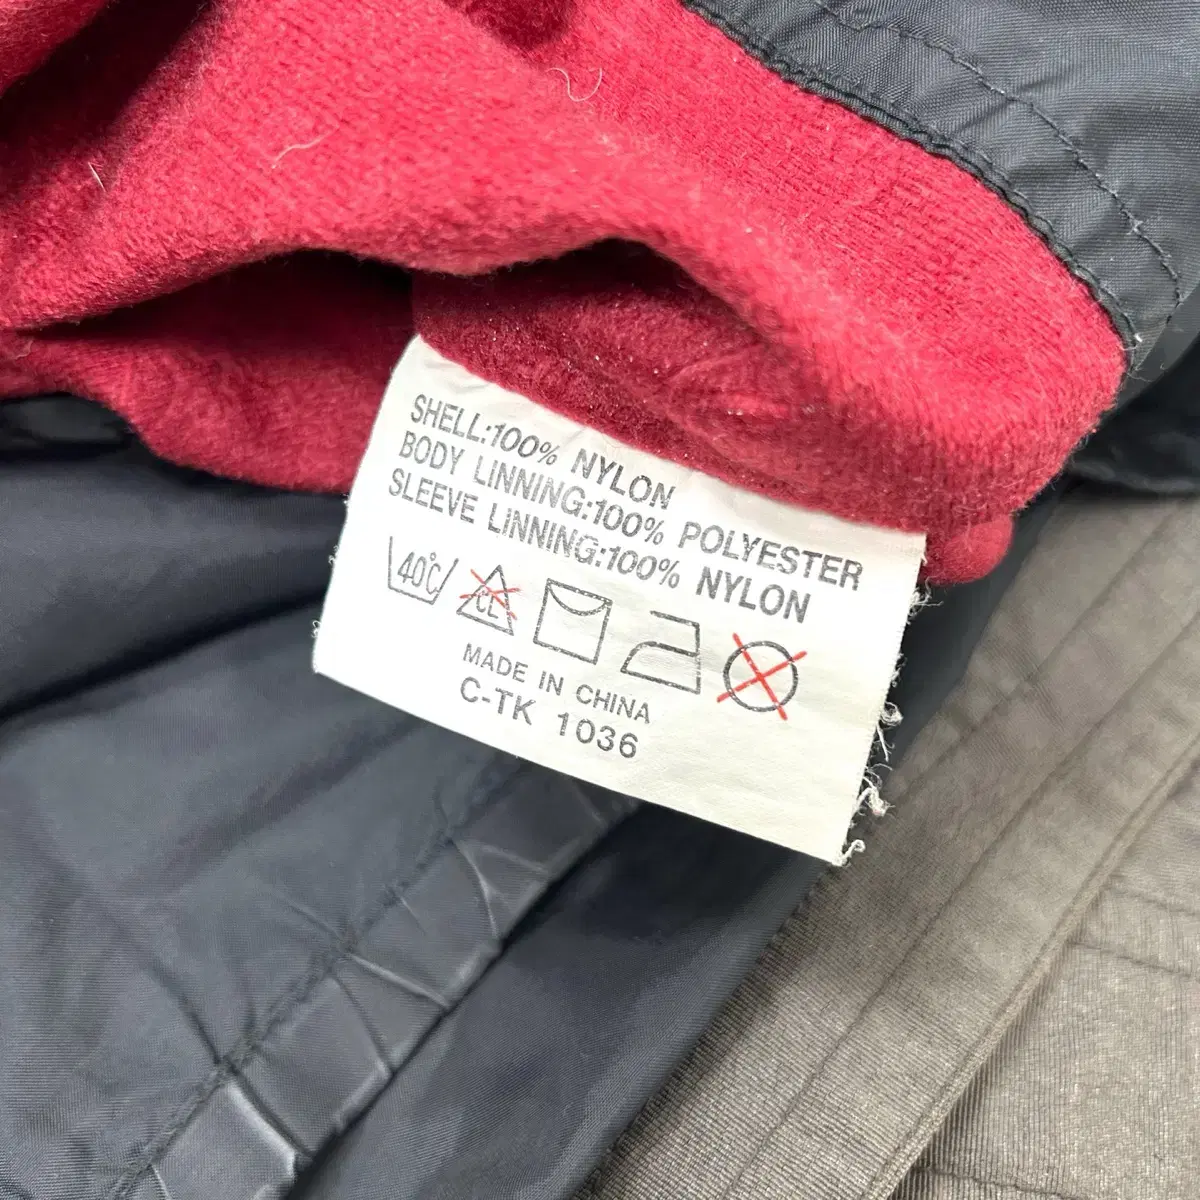 SHELL:100% NYLON
BODY LINNING:100% POLYESTER
SLEEVE LINNING:100% NYLON
40℃ CL
MADE IN CHINA
C-TK 1036